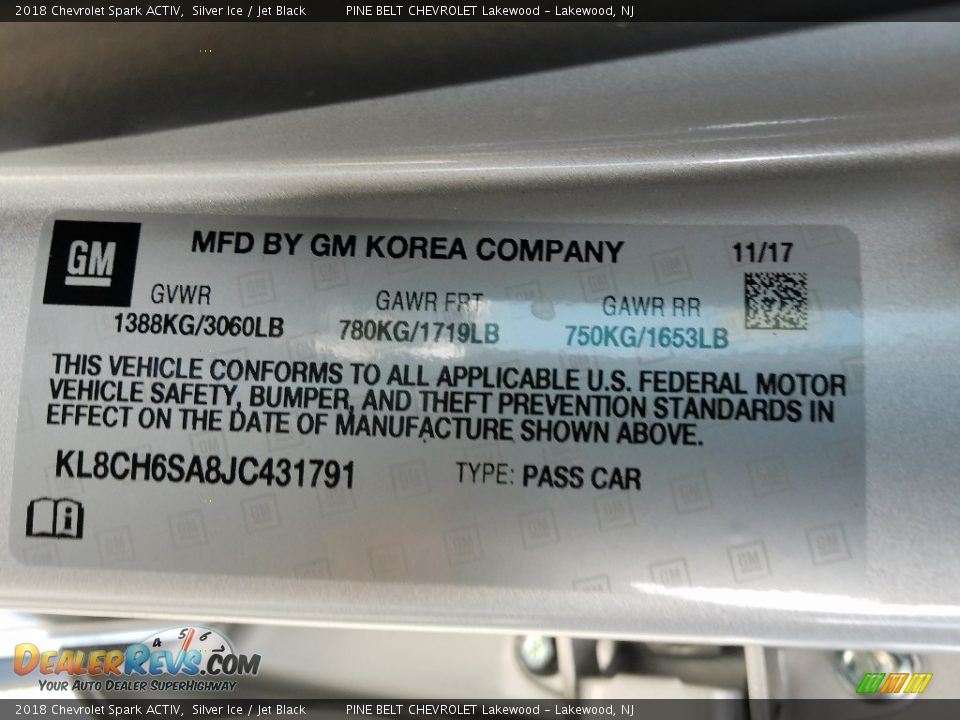 2018 Chevrolet Spark ACTIV, Silver Ice / Jet Black PINE BELT CHEVROLET Lakewood - Lakewood, NJ
GM MFD BY GM KOREA COMPANY 11/17
GVWR GAWR FRT GAWR RR
1388KG/3060LB 780KG/1719LB 750KG/1653LB
THIS VEHICLE CONFORMS TO ALL APPLICABLE U.S. FEDERAL MOTOR
VEHICLE SAFETY, BUMPER, AND THEFT PREVENTION STANDARDS IN
EFFECT ON THE DATE OF MANUFACTURE SHOWN ABOVE.
KL8CH6SA8JC431791 TYPE: PASS CAR
4 5 6
DEALERREVS.COM
YOUR AUTO DEALER SUPERHIGHWAY
2018 Chevrolet Spark ACTIV, Silver Ice / Jet Black PINE BELT CHEVROLET Lakewood - Lakewood, NJ